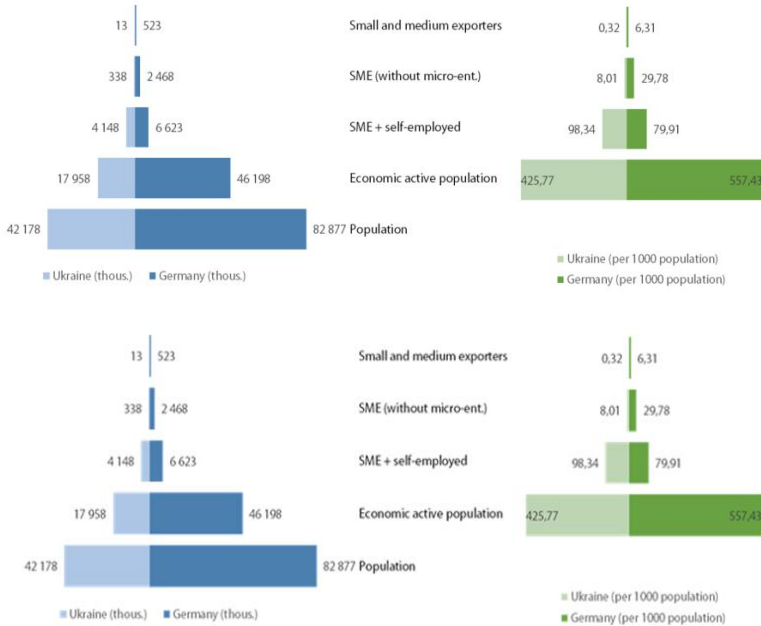 13 523 Small and medium exporters 0,32 6,31
338 2 468 SME (without micro-ent.) 8,01 29,78
4 148 6 623 SME + self-employed 98,34 79,91
17 958 46 198 Economic active population 425,77 557,43
42 178 82 877 Population
Ukraine (per 1000 population)
Ukraine (thous.) Germany (thous.) Germany (per 1000 population)
13 523 Small and medium exporters 0,32 6,31
338 2 468 SME (without micro-ent.) 8,01 29,78
4 148 6 623 SME + self-employed 98,34 79,91
17 958 46 198 Economic active population 425,77 557,43
42 178 82 877 Population
Ukraine (per 1000 population)
Ukraine (thous.) Germany (thous.) Germany (per 1000 population)